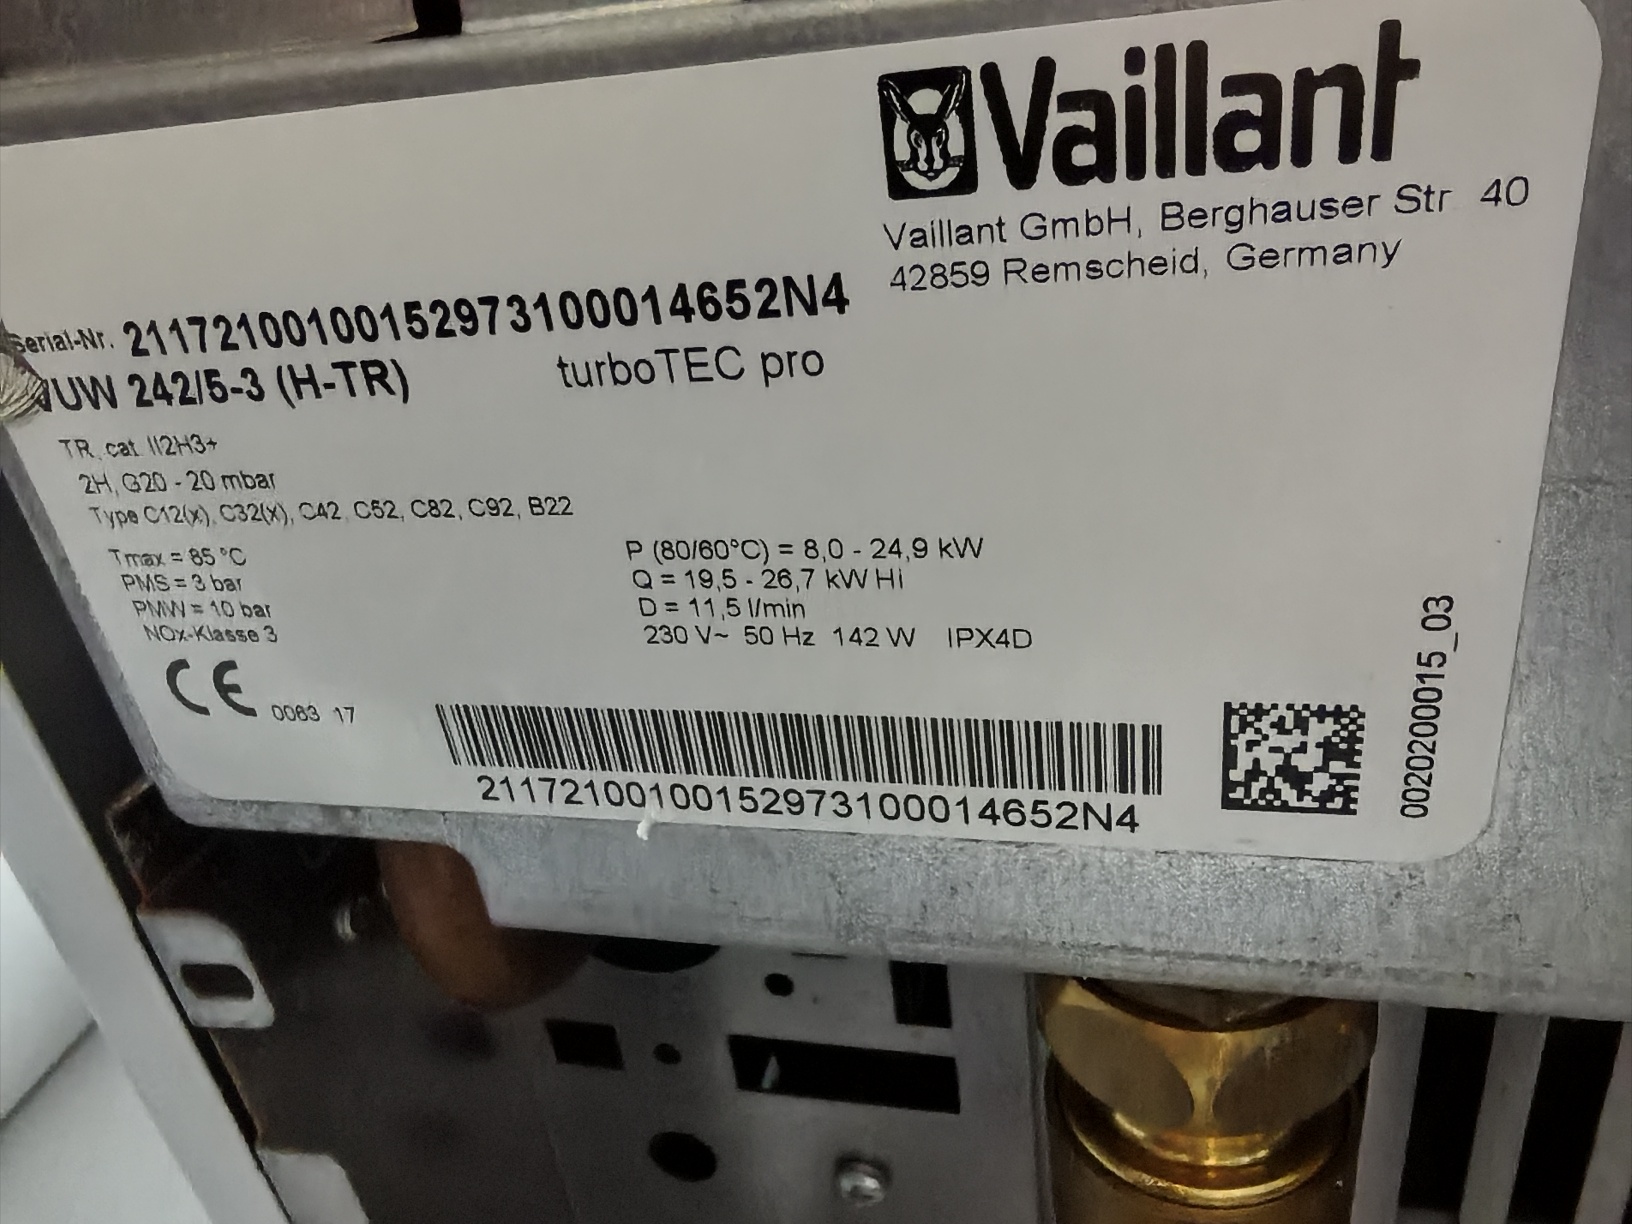 Vaillant
Vaillant GmbH, Berghauser Str 40
42859 Remscheid, Germany
Serial-Nr. 21172100100152973100014652N4
VUW 242/5-3 (H-TR) turboTEC pro
TR, cat. II2H3+
2H, G20 - 20 mbar
Type C12(x), C32(x), C42, C52, C82, C92, B22
Tmax = 85 °C
PMS = 3 bar
PMW = 10 bar
NOx-Klasse 3
P (80/60°C) = 8,0 - 24,9 kW
Q = 19,5 - 26,7 kW Hi
D = 11,5 l/min
230 V~ 50 Hz 142 W IPX4D
CE 0063 17
21172100100152973100014652N4
0020200015_03